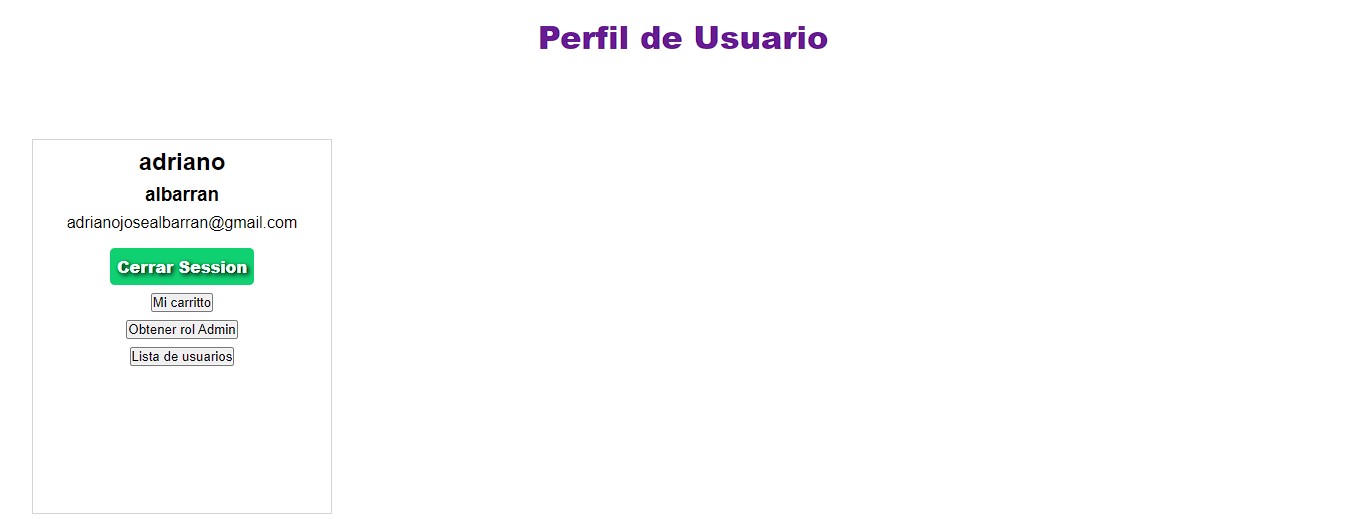 Perfil de Usuario
adriano
albarran
adrianojosealbarran@gmail.com
Cerrar Session
Mi carritto
Obtener rol Admin
Lista de usuarios